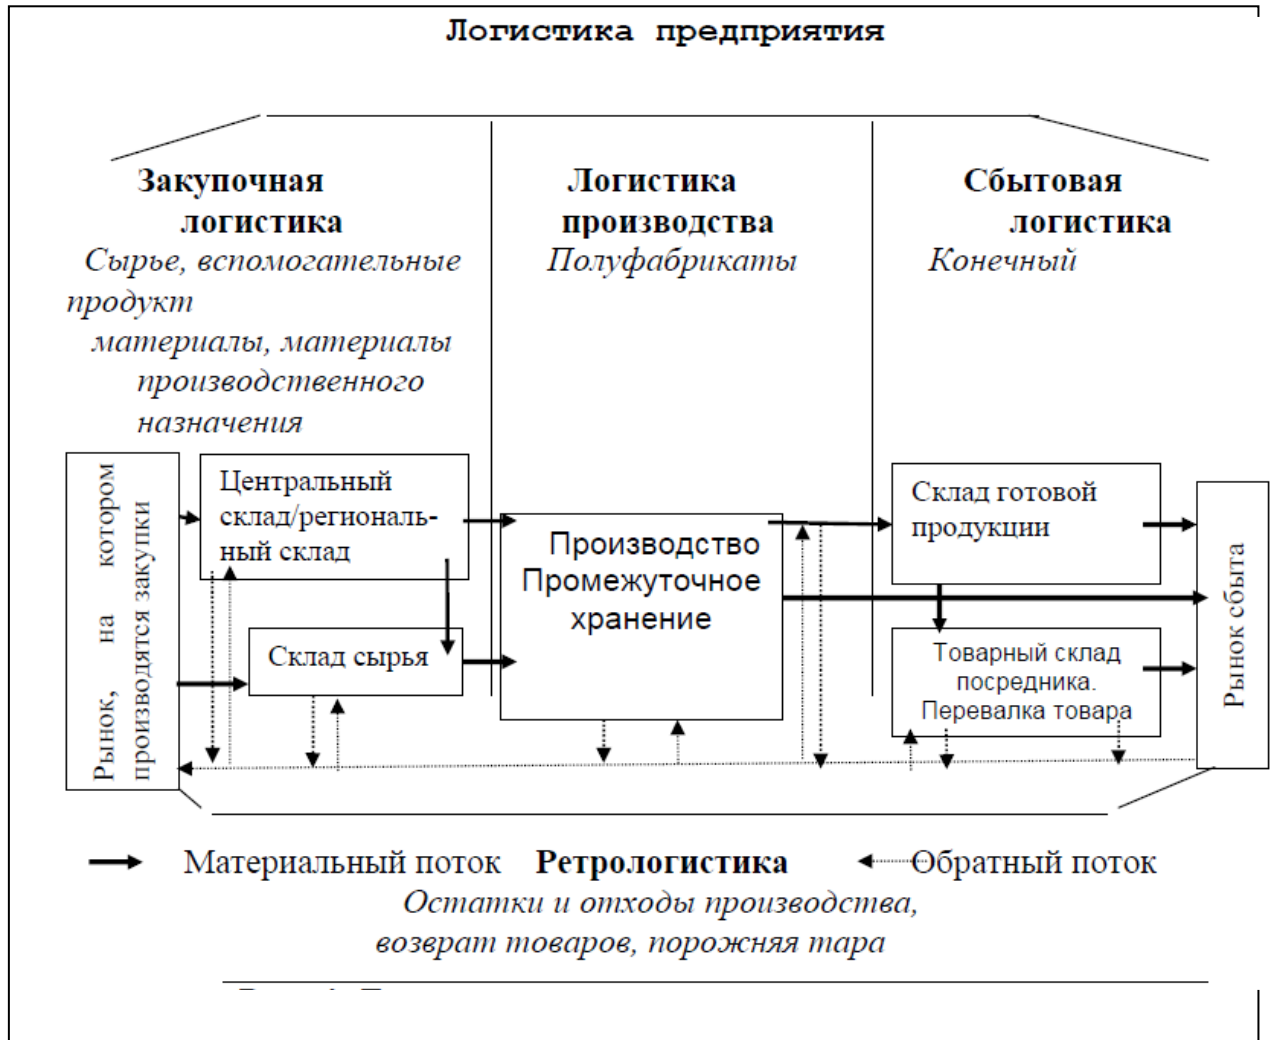 Логистика предприятия
Закупочная Логистика Сбытовая
логистика производства логистика
Сырье, вспомогательные Полуфабрикаты Конечный
продукт
материалы, материалы
производственного
назначения
Рынок, на котором
производятся закупки
Центральный
склад/региональ-
ный склад
Склад сырья
Производство
Промежуточное
хранение
Склад готовой
продукции
Товарный склад
посредника.
Перевалка товара
Рынок сбыта
Материальный поток Ретрологистика Обратный поток
Остатки и отходы производства,
возврат товаров, порожняя тара